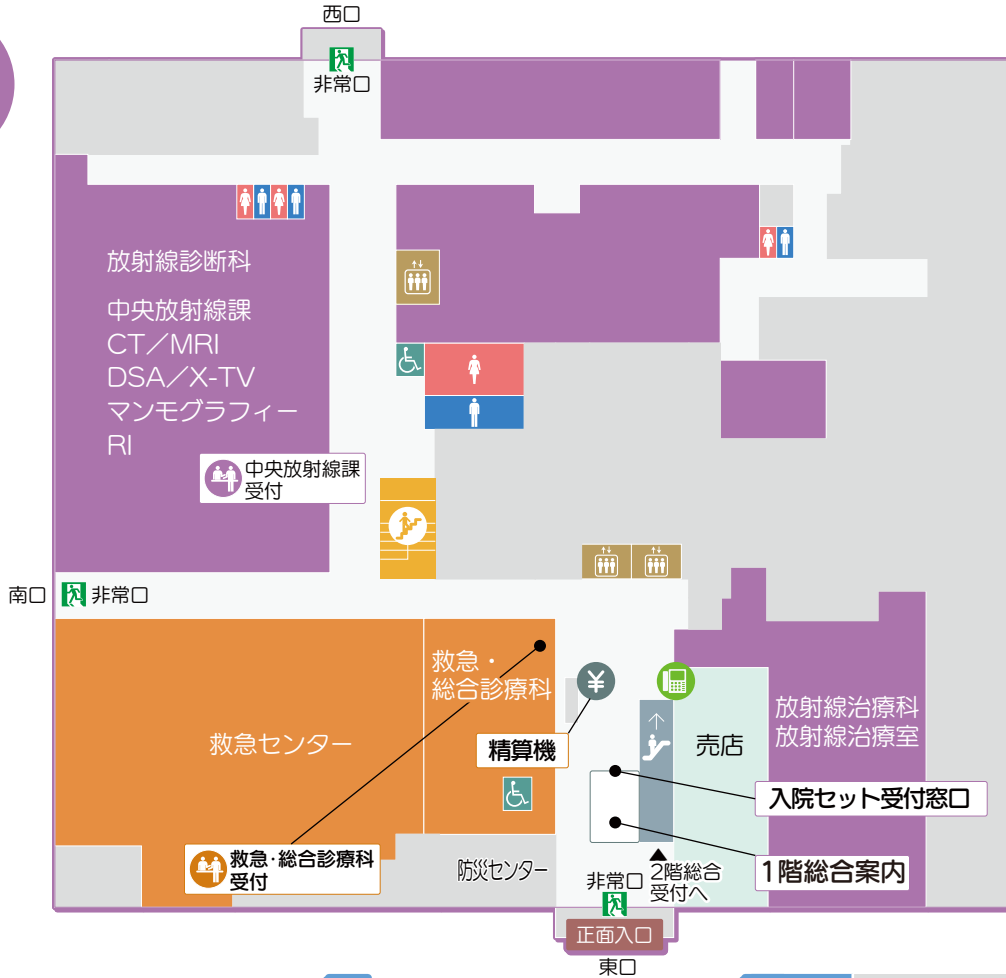 西口
非常口
放射線診断科
中央放射線課
CT／MRI
DSA／X-TV
マンモグラフィー
RI
中央放射線課
受付
南口
非常口
救急・
総合診療科
¥
救急センター
精算機
売店
放射線治療科
放射線治療室
入院セット受付窓口
救急・総合診療科
受付
防災センター
1階総合案内
2階総合
受付へ
非常口
正面入口
東口